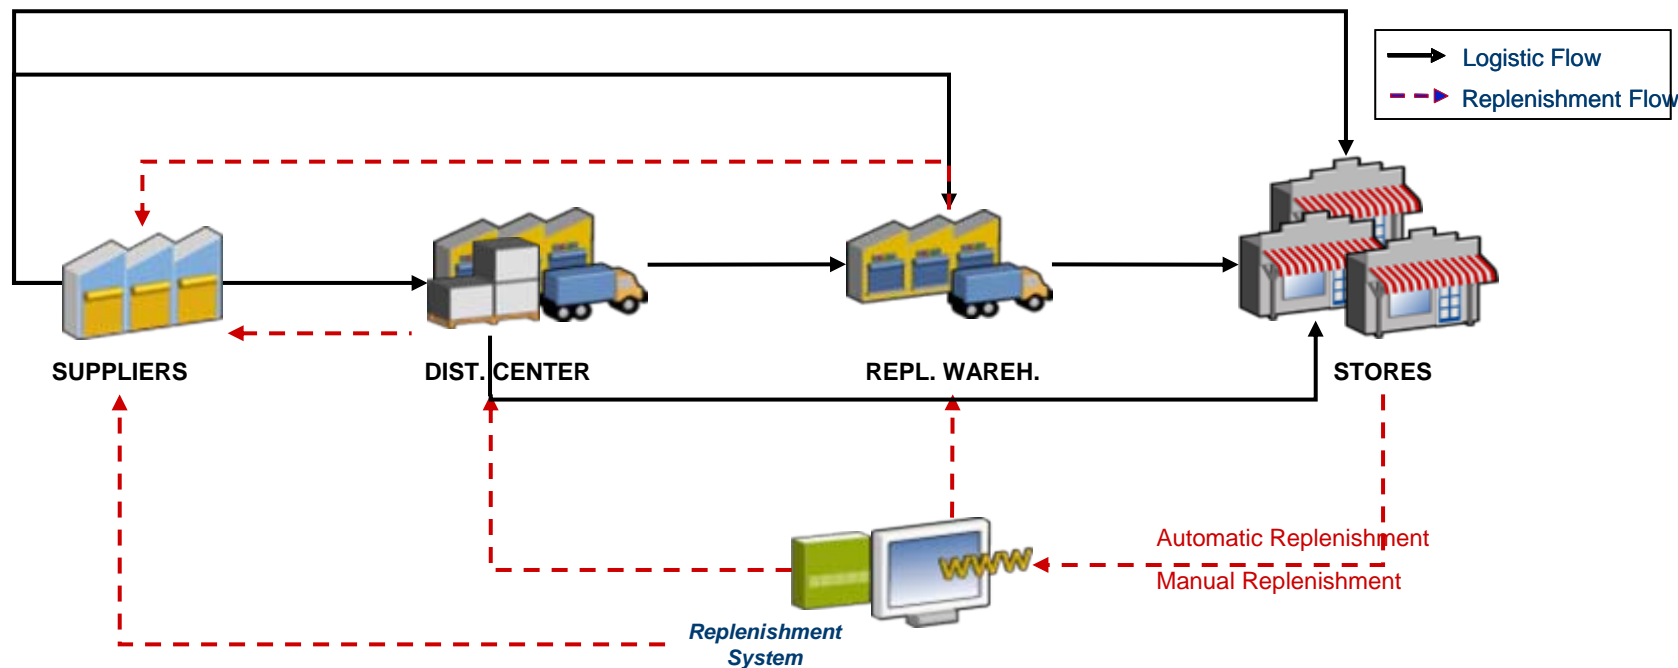 Logistic Flow
Replenishment Flow
SUPPLIERS
DIST. CENTER
REPL. WAREH.
STORES
Automatic Replenishment
www
Manual Replenishment
Replenishment
System